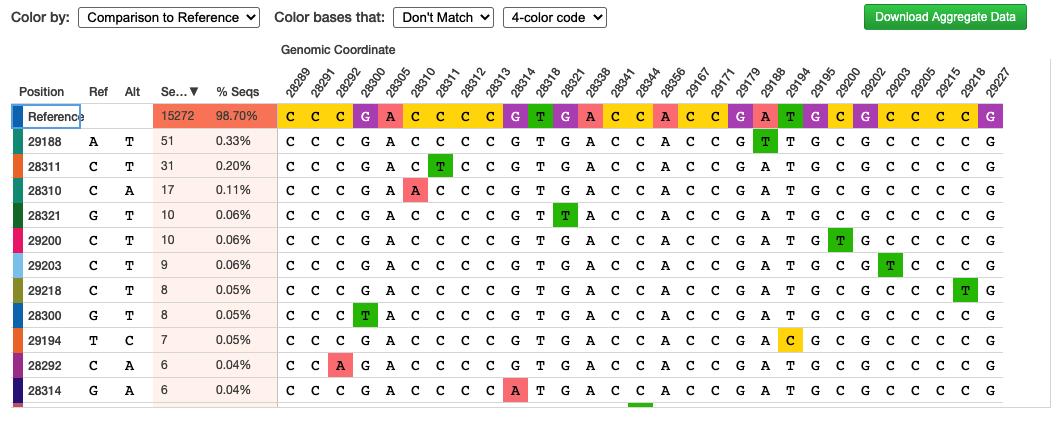 Color by: Comparison to Reference Color bases that: Don't Match 4-color code Download Aggregate Data
Genomic Coordinate
Position Ref Alt Se...▼ % Seqs 28289 28291 28292 28300 28305 28310 28311 28312 28313 28314 28318 28321 28338 28341 28344 28356 29167 29171 29179 29188 29194 29195 29200 29202 29203 29205 29215 29218 29227
Reference 15272 98.70% C C C G A C C C C G T G A C C A C C G A T G C G C C C C G
29188 A T 51 0.33% C C C G A C C C C G T G A C C A C C G T T G C G C C C C G
28311 C T 31 0.20% C C C G A C T C C G T G A C C A C C G A T G C G C C C C G
28310 C A 17 0.11% C C C G A A C C C G T G A C C A C C G A T G C G C C C C G
28321 G T 10 0.06% C C C G A C C C C G T T A C C A C C G A T G C G C C C C G
29200 C T 10 0.06% C C C G A C C C C G T G A C C A C C G A T G T G C C C C G
29203 C T 9 0.06% C C C G A C C C C G T G A C C A C C G A T G C G T C C C G
29218 C T 8 0.05% C C C G A C C C C G T G A C C A C C G A T G C G C C C T G
28300 G T 8 0.05% C C C T A C C C C G T G A C C A C C G A T G C G C C C C G
29194 T C 7 0.05% C C C G A C C C C G T G A C C A C C G A C G C G C C C C G
28292 C A 6 0.04% C C A G A C C C C G T G A C C A C C G A T G C G C C C C G
28314 G A 6 0.04% C C C G A C C C C A T G A C C A C C G A T G C G C C C C G